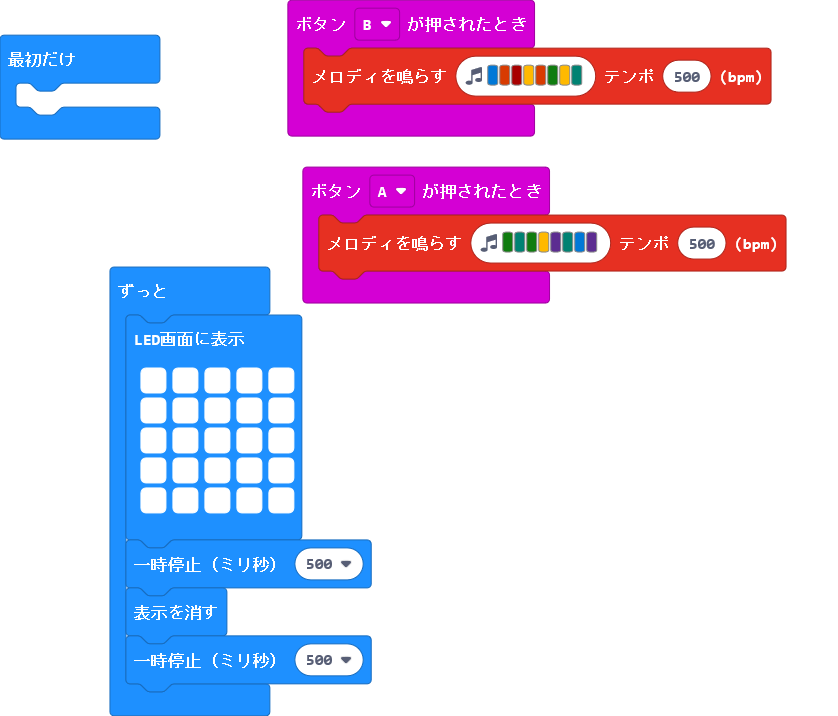 最初だけ
ボタン B が押されたとき
メロディを鳴らす テンポ 500 (bpm)
ボタン A が押されたとき
メロディを鳴らす テンポ 500 (bpm)
ずっと
LED画面に表示
一時停止（ミリ秒） 500
表示を消す
一時停止（ミリ秒） 500